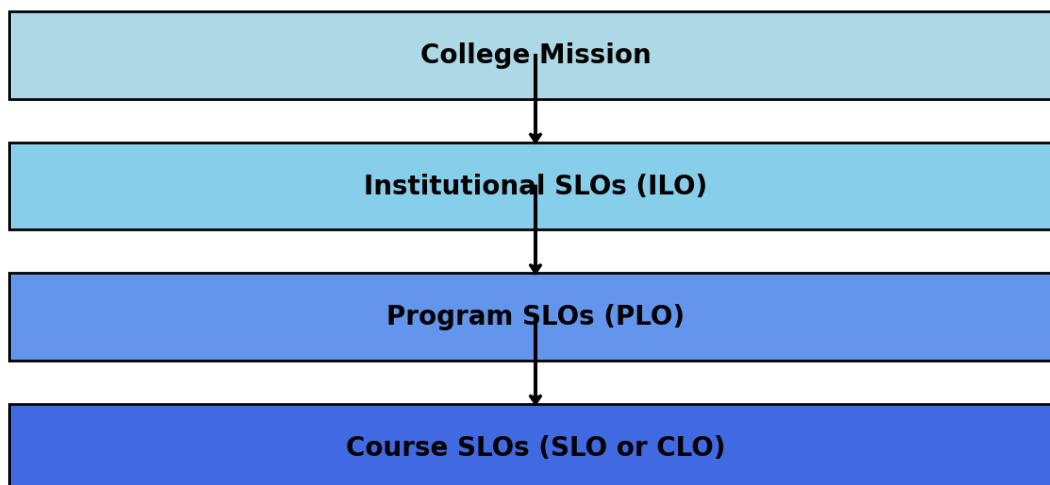 College Mission
Institutional SLOs (ILO)
Program SLOs (PLO)
Course SLOs (SLO or CLO)